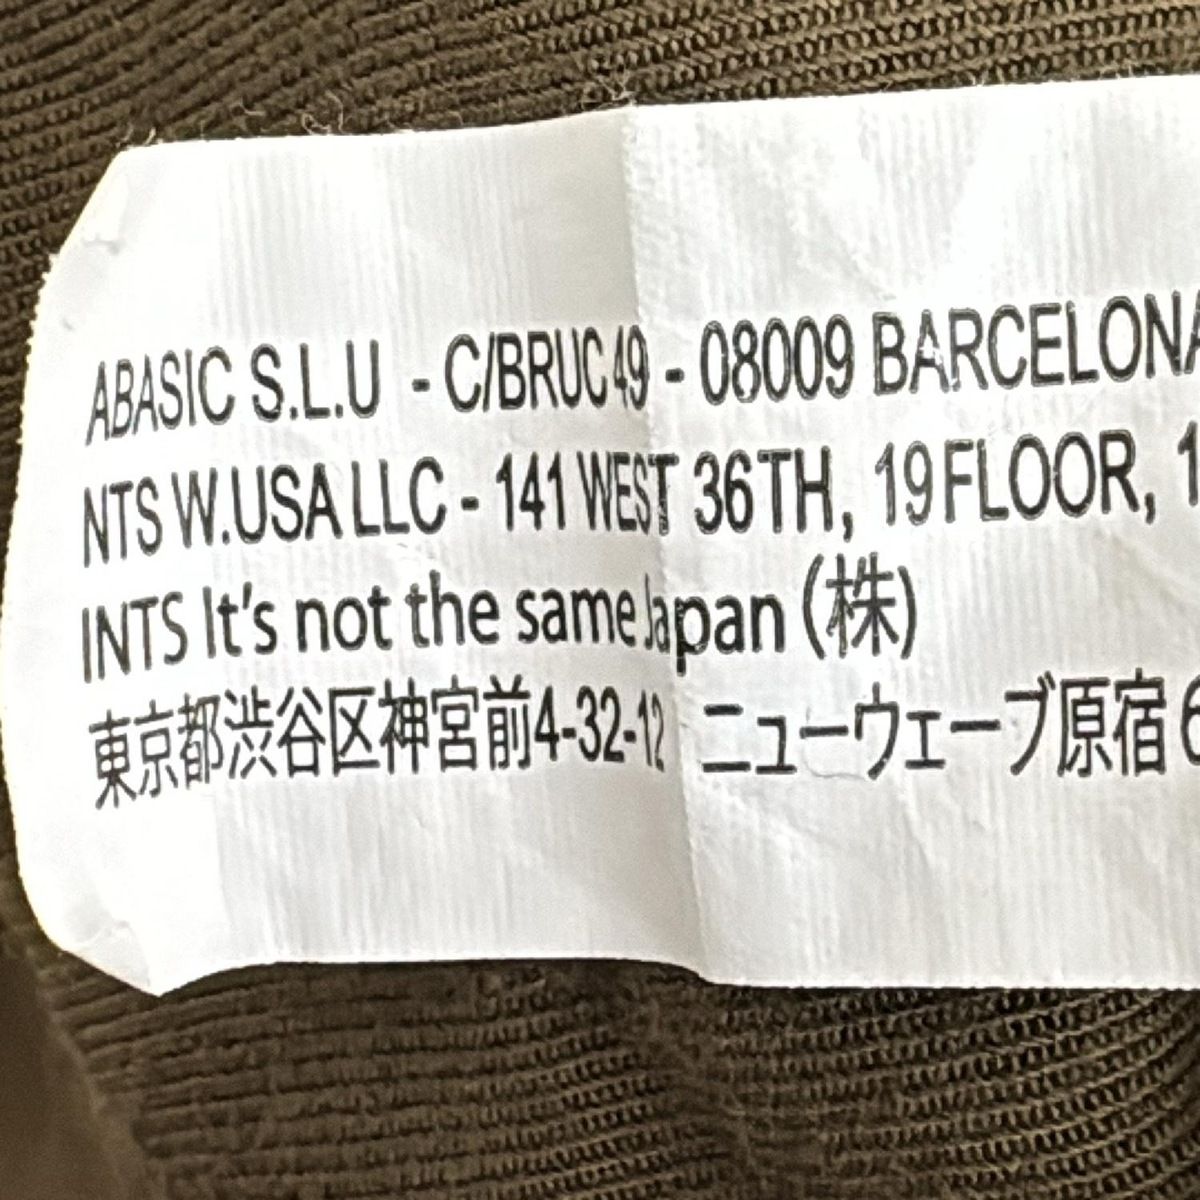 ABASIC S.L.U - C/BRUC 49 - 08009 BARCELONA
NTS W.USA LLC - 141 WEST 36TH, 19 FLOOR, 1
INTS It's not the same Japan (株)
東京都渋谷区神宮前4-32-12 ニューウェーブ原宿 6